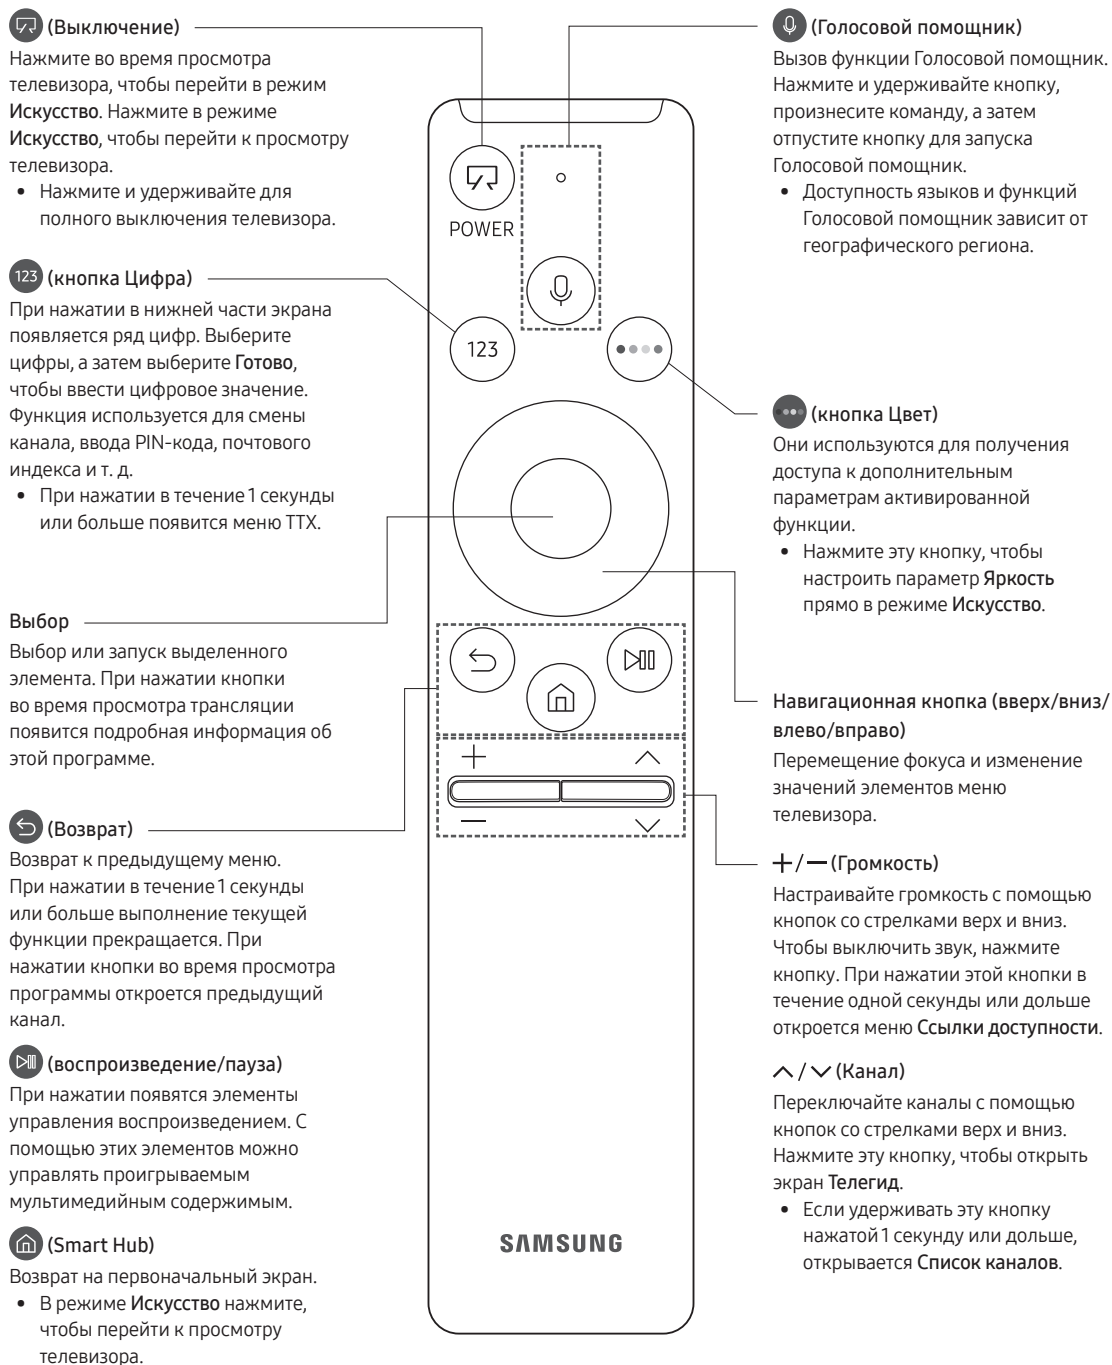 (Выключение)
Нажмите во время просмотра
телевизора, чтобы перейти в режим
Искусство. Нажмите в режиме
Искусство, чтобы перейти к просмотру
телевизора.
• Нажмите и удерживайте для
полного выключения телевизора.
123 (кнопка Цифра)
При нажатии в нижней части экрана
появляется ряд цифр. Выберите
цифры, а затем выберите Готово,
чтобы ввести цифровое значение.
Функция используется для смены
канала, ввода PIN-кода, почтового
индекса и т. д.
• При нажатии в течение 1 секунды
или больше появится меню TTX.
Выбор
Выбор или запуск выделенного
элемента. При нажатии кнопки
во время просмотра трансляции
появится подробная информация об
этой программе.
(Возврат)
Возврат к предыдущему меню.
При нажатии в течение 1 секунды
или больше выполнение текущей
функции прекращается. При
нажатии кнопки во время просмотра
программы откроется предыдущий
канал.
(воспроизведение/пауза)
При нажатии появятся элементы
управления воспроизведением. С
помощью этих элементов можно
управлять проигрываемым
мультимедийным содержимым.
(Smart Hub)
Возврат на первоначальный экран.
• В режиме Искусство нажмите,
чтобы перейти к просмотру
телевизора.
POWER
123
SAMSUNG
(Голосовой помощник)
Вызов функции Голосовой помощник.
Нажмите и удерживайте кнопку,
произнесите команду, а затем
отпустите кнопку для запуска
Голосовой помощник.
• Доступность языков и функций
Голосовой помощник зависит от
географического региона.
(кнопка Цвет)
Они используются для получения
доступа к дополнительным
параметрам активированной
функции.
• Нажмите эту кнопку, чтобы
настроить параметр Яркость
прямо в режиме Искусство.
Навигационная кнопка (вверх/вниз/
влево/вправо)
Перемещение фокуса и изменение
значений элементов меню
телевизора.
+/— (Громкость)
Настраивайте громкость с помощью
кнопок со стрелками верх и вниз.
Чтобы выключить звук, нажмите
кнопку. При нажатии этой кнопки в
течение одной секунды или дольше
откроется меню Ссылки доступности.
/ (Канал)
Переключайте каналы с помощью
кнопок со стрелками верх и вниз.
Нажмите эту кнопку, чтобы открыть
экран Телегид.
• Если удерживать эту кнопку
нажатой 1 секунду или дольше,
открывается Список каналов.